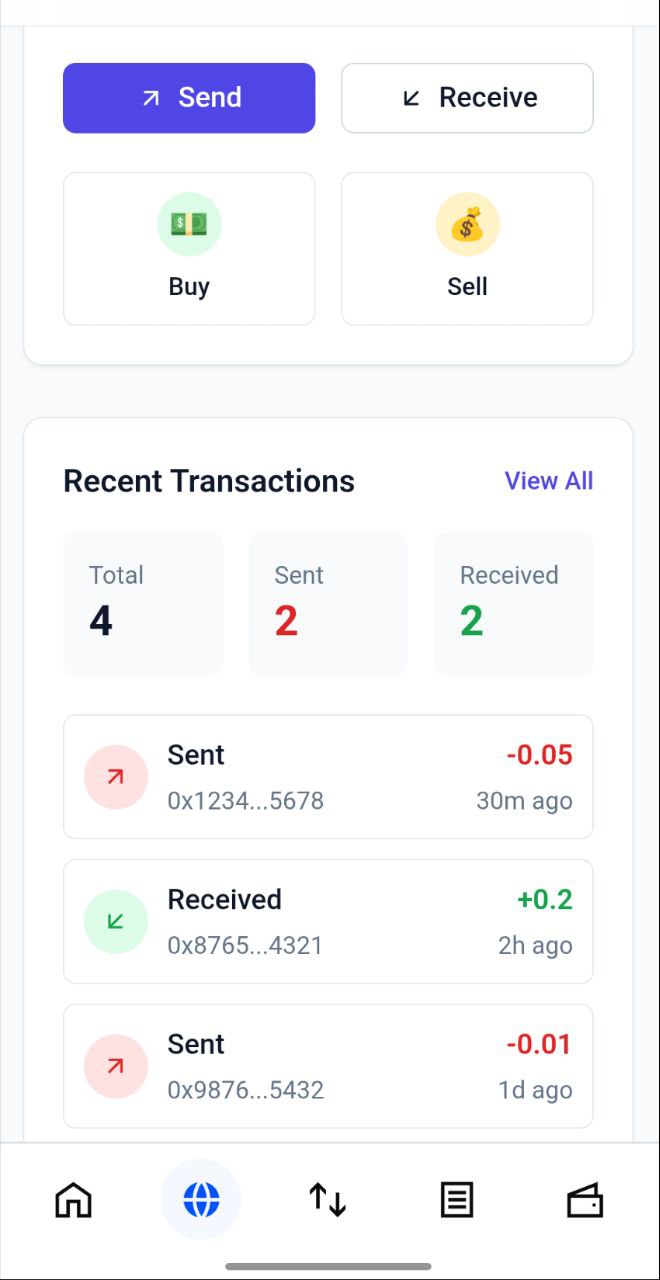 Send
Receive
Buy
Sell
Recent Transactions
View All
Total
Sent
Received
4
2
2
Sent
-0.05
0x1234...5678
30m ago
Received
+0.2
0x8765...4321
2h ago
Sent
-0.01
0x9876...5432
1d ago